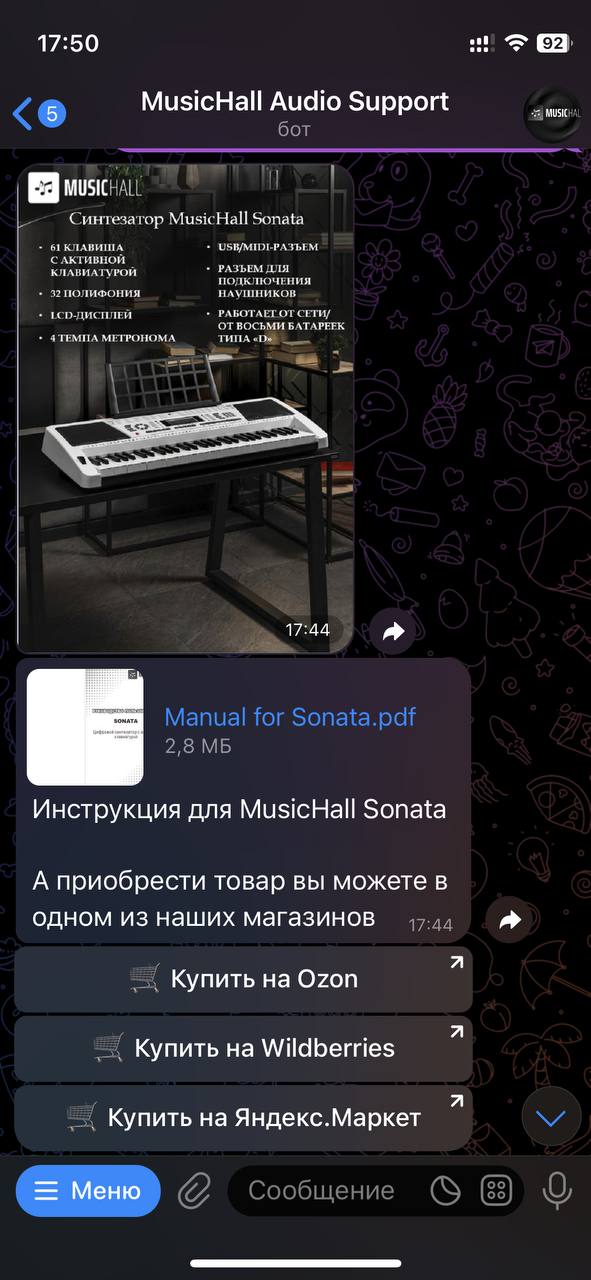 17:50
92
5
MusicHall Audio Support
бот
MUSICHAL
MUSICHALL
Синтезатор MusicHall Sonata
• 61 КЛАВИША
С АКТИВНОЙ
КЛАВИАТУРОЙ
• 32 ПОЛИФОНИЯ
• LCD-ДИСПЛЕЙ
• 4 ТЕМПА МЕТРОНОМА
• USB/MIDI-РАЗЪЕМ
• РАЗЪЕМ ДЛЯ
ПОДКЛЮЧЕНИЯ
НАУШНИКОВ
• РАБОТАЕТ ОТ СЕТИ/
ОТ ВОСЬМИ БАТАРЕЕК
ТИПА «D»
17:44
SONATA
Manual for Sonata.pdf
2,8 МБ
Инструкция для MusicHall Sonata
А приобрести товар вы можете в
одном из наших магазинов
17:44
Купить на Ozon
Купить на Wildberries
Купить на Яндекс.Маркет
Меню
Сообщение